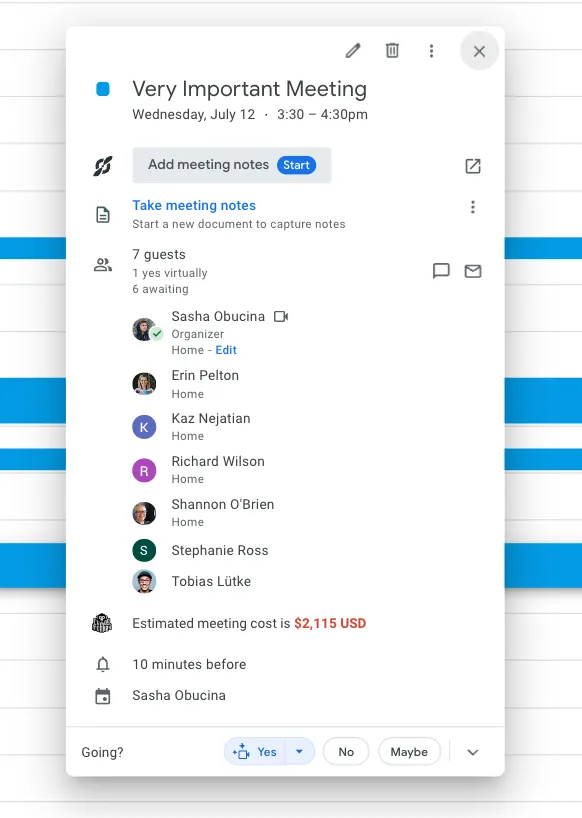 Very Important Meeting
Wednesday, July 12 · 3:30 – 4:30pm
Add meeting notes Start
Take meeting notes
Start a new document to capture notes
7 guests
1 yes virtually
6 awaiting
Sasha Obucina
Organizer
Home - Edit
Erin Pelton
Home
K
Kaz Nejatian
Home
R
Richard Wilson
Home
Shannon O'Brien
Home
S
Stephanie Ross
Tobias Lütke
Estimated meeting cost is $2,115 USD
10 minutes before
Sasha Obucina
Going?
Yes
No
Maybe